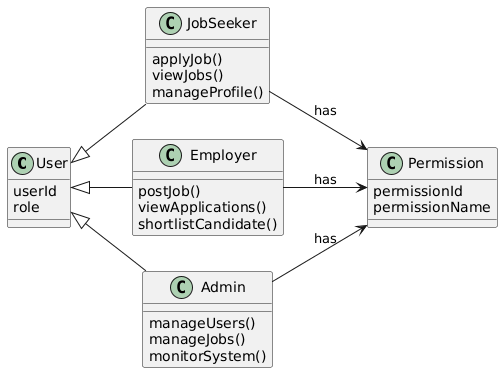 C JobSeeker
applyJob()
viewJobs()
manageProfile()
has
C User
userId
role
C Employer
postJob()
viewApplications()
shortlistCandidate()
has
C Permission
permissionId
permissionName
has
C Admin
manageUsers()
manageJobs()
monitorSystem()